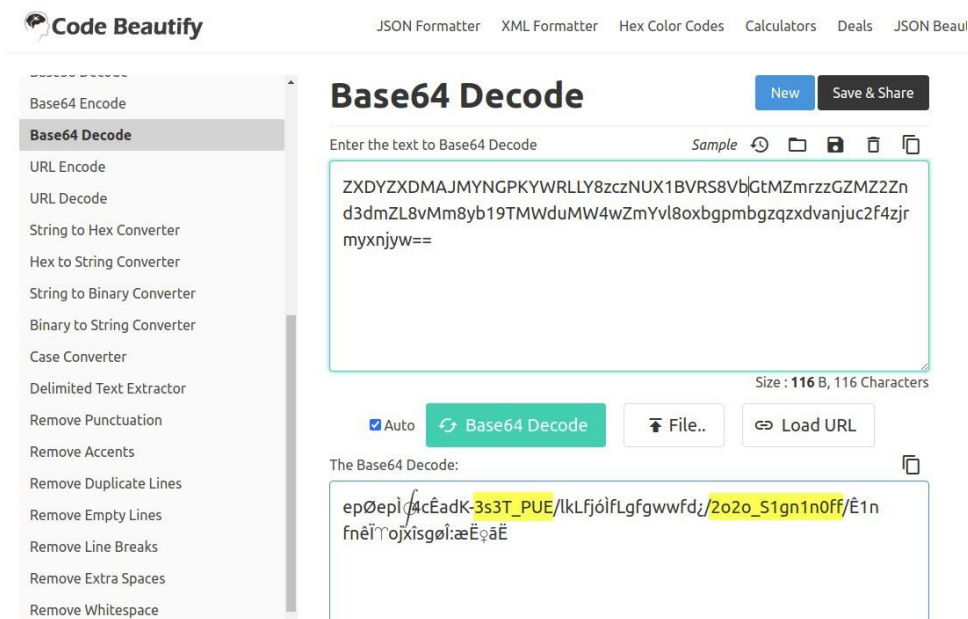 Code Beautify
JSON Formatter XML Formatter Hex Color Codes Calculators Deals JSON Beaut
Base64 Encode
Base64 Decode
URL Encode
URL Decode
String to Hex Converter
Hex to String Converter
String to Binary Converter
Binary to String Converter
Case Converter
Delimited Text Extractor
Remove Punctuation
Remove Accents
Remove Duplicate Lines
Remove Empty Lines
Remove Line Breaks
Remove Extra Spaces
Remove Whitespace
Base64 Decode
New Save & Share
Enter the text to Base64 Decode Sample
ZXDYZXDMAJMYNGPKYWRLLY8zczNUX1BVRS8VbGtMZmrzzGZMZ2Zn
d3dmZL8vMm8yb19TMWduMW4wZmYvl8oxbgpmbgzqzxdvanjuc2f4zjr
myxnjyw==
Size : 116 B, 116 Characters
Auto Base64 Decode File.. Load URL
The Base64 Decode:
3s3T_PUE /2o2o_S1gn1n0ff